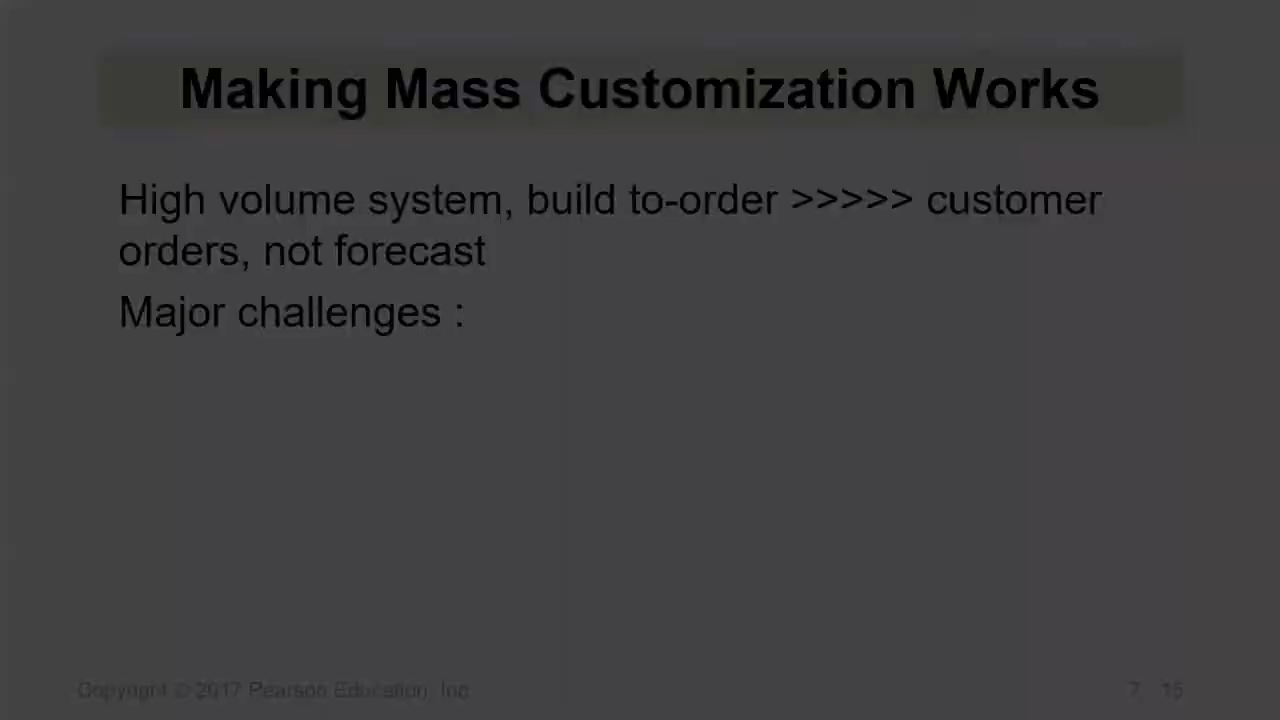 Making Mass Customization Works
High volume system, build to-order >>>>> customer
orders, not forecast
Major challenges :
Copyright © 2017 Pearson Education, Inc.
7 - 15